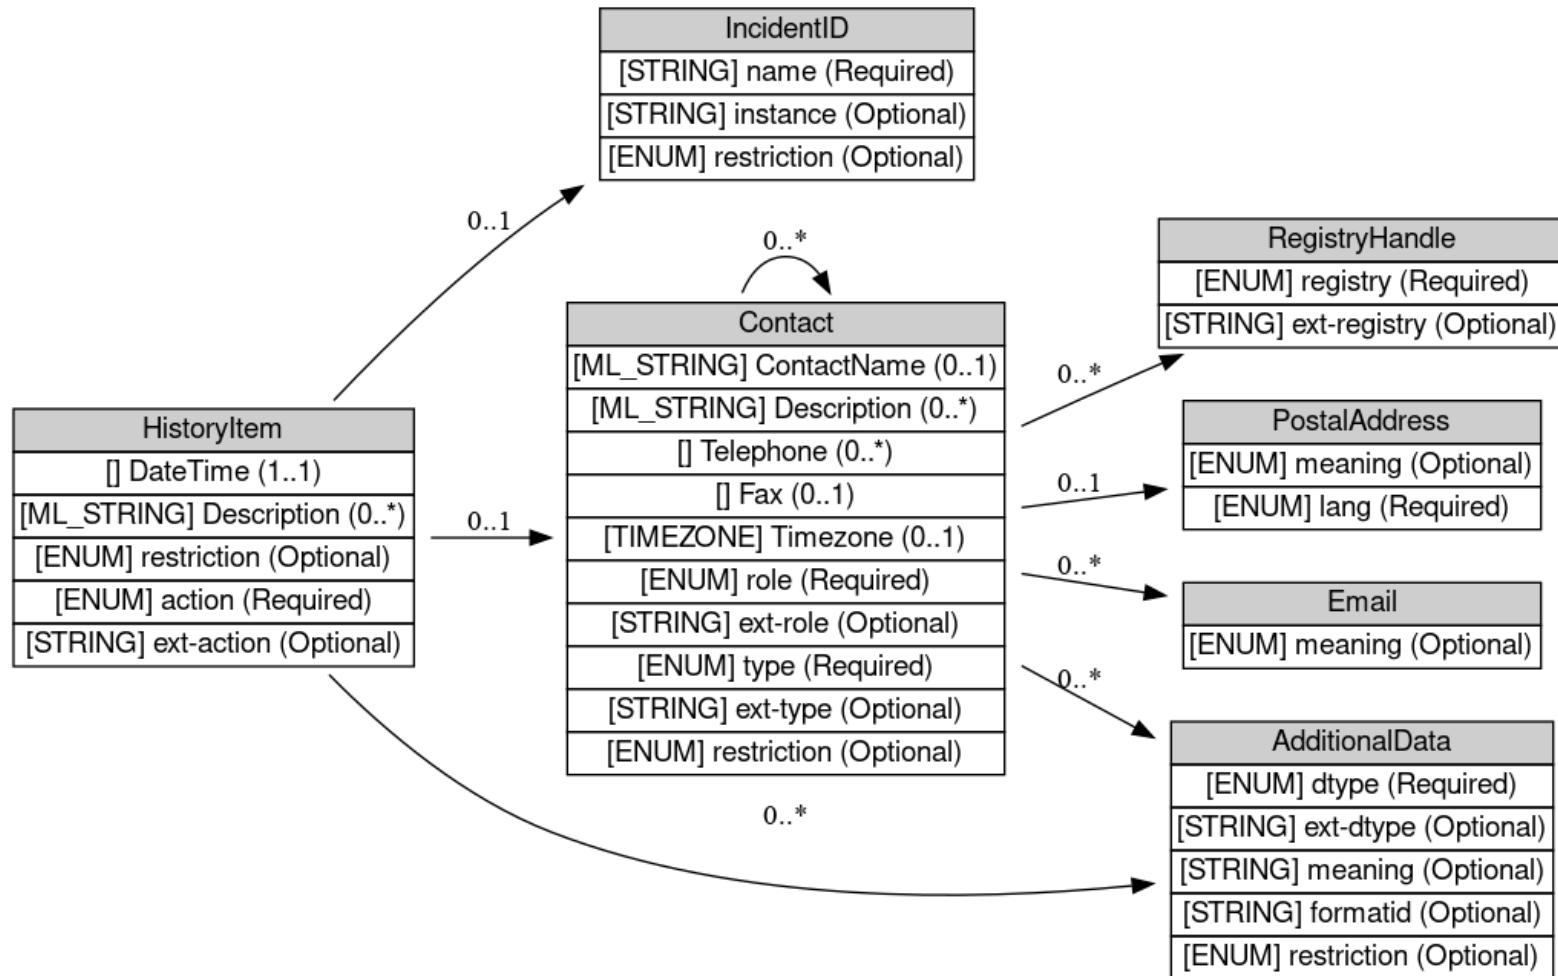 IncidentID
[STRING] name (Required)
[STRING] instance (Optional)
[ENUM] restriction (Optional)
0..1
0..*
RegistryHandle
[ENUM] registry (Required)
[STRING] ext-registry (Optional)
Contact
[ML_STRING] ContactName (0..1)
[ML_STRING] Description (0..*)
[] Telephone (0..*)
[] Fax (0..1)
[TIMEZONE] Timezone (0..1)
[ENUM] role (Required)
[STRING] ext-role (Optional)
[ENUM] type (Required)
[STRING] ext-type (Optional)
[ENUM] restriction (Optional)
0..*
PostalAddress
[ENUM] meaning (Optional)
[ENUM] lang (Required)
0..1
HistoryItem
[] DateTime (1..1)
[ML_STRING] Description (0..*)
[ENUM] restriction (Optional)
[ENUM] action (Required)
[STRING] ext-action (Optional)
0..1
0..*
Email
[ENUM] meaning (Optional)
0..*
AdditionalData
[ENUM] dtype (Required)
[STRING] ext-dtype (Optional)
[STRING] meaning (Optional)
[STRING] formatid (Optional)
[ENUM] restriction (Optional)
0..*